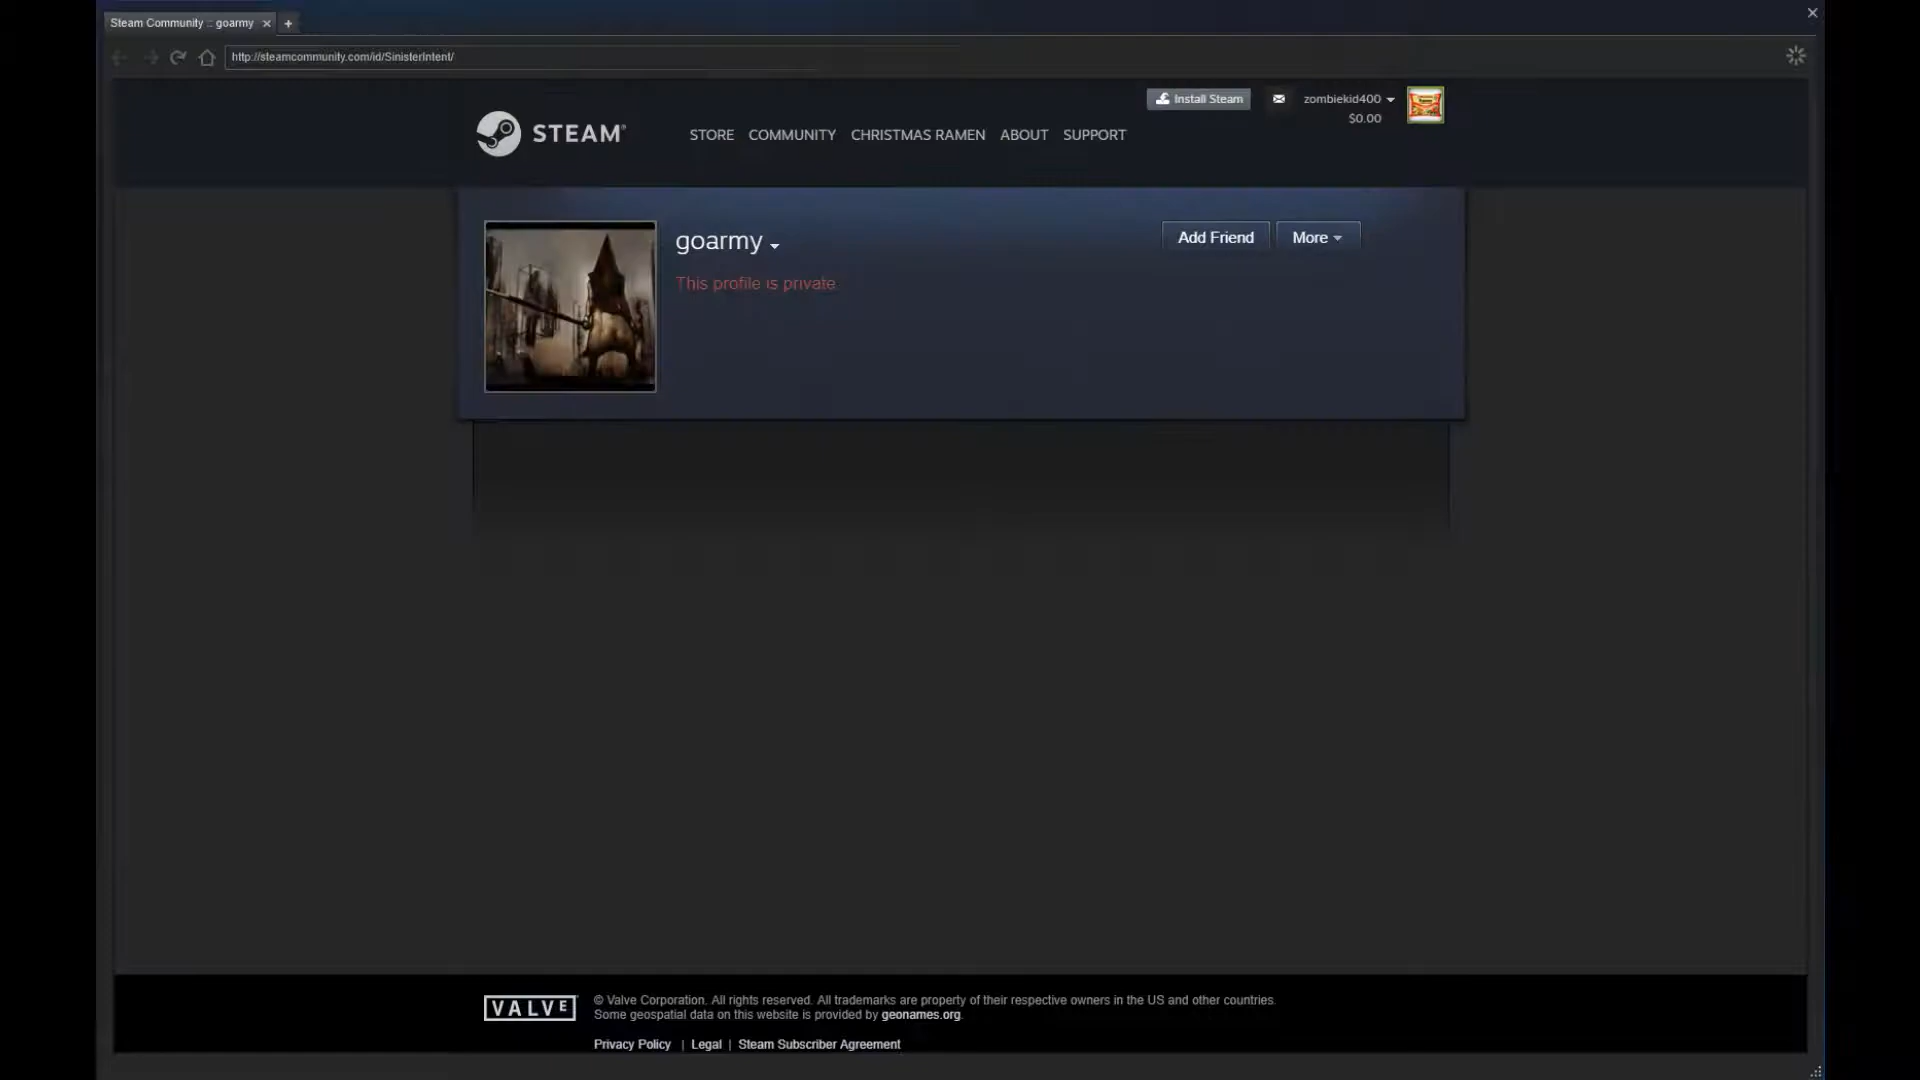 Steam Community :: goarmy
http://steamcommunity.com/id/SinisterIntent/
Install Steam
zombiekid400
$0.00
STEAM®
STORE COMMUNITY CHRISTMAS RAMEN ABOUT SUPPORT
goarmy
Add Friend
More
This profile is private.
VALVE
© Valve Corporation. All rights reserved. All trademarks are property of their respective owners in the US and other countries.
Some geospatial data on this website is provided by geonames.org.
Privacy Policy | Legal | Steam Subscriber Agreement